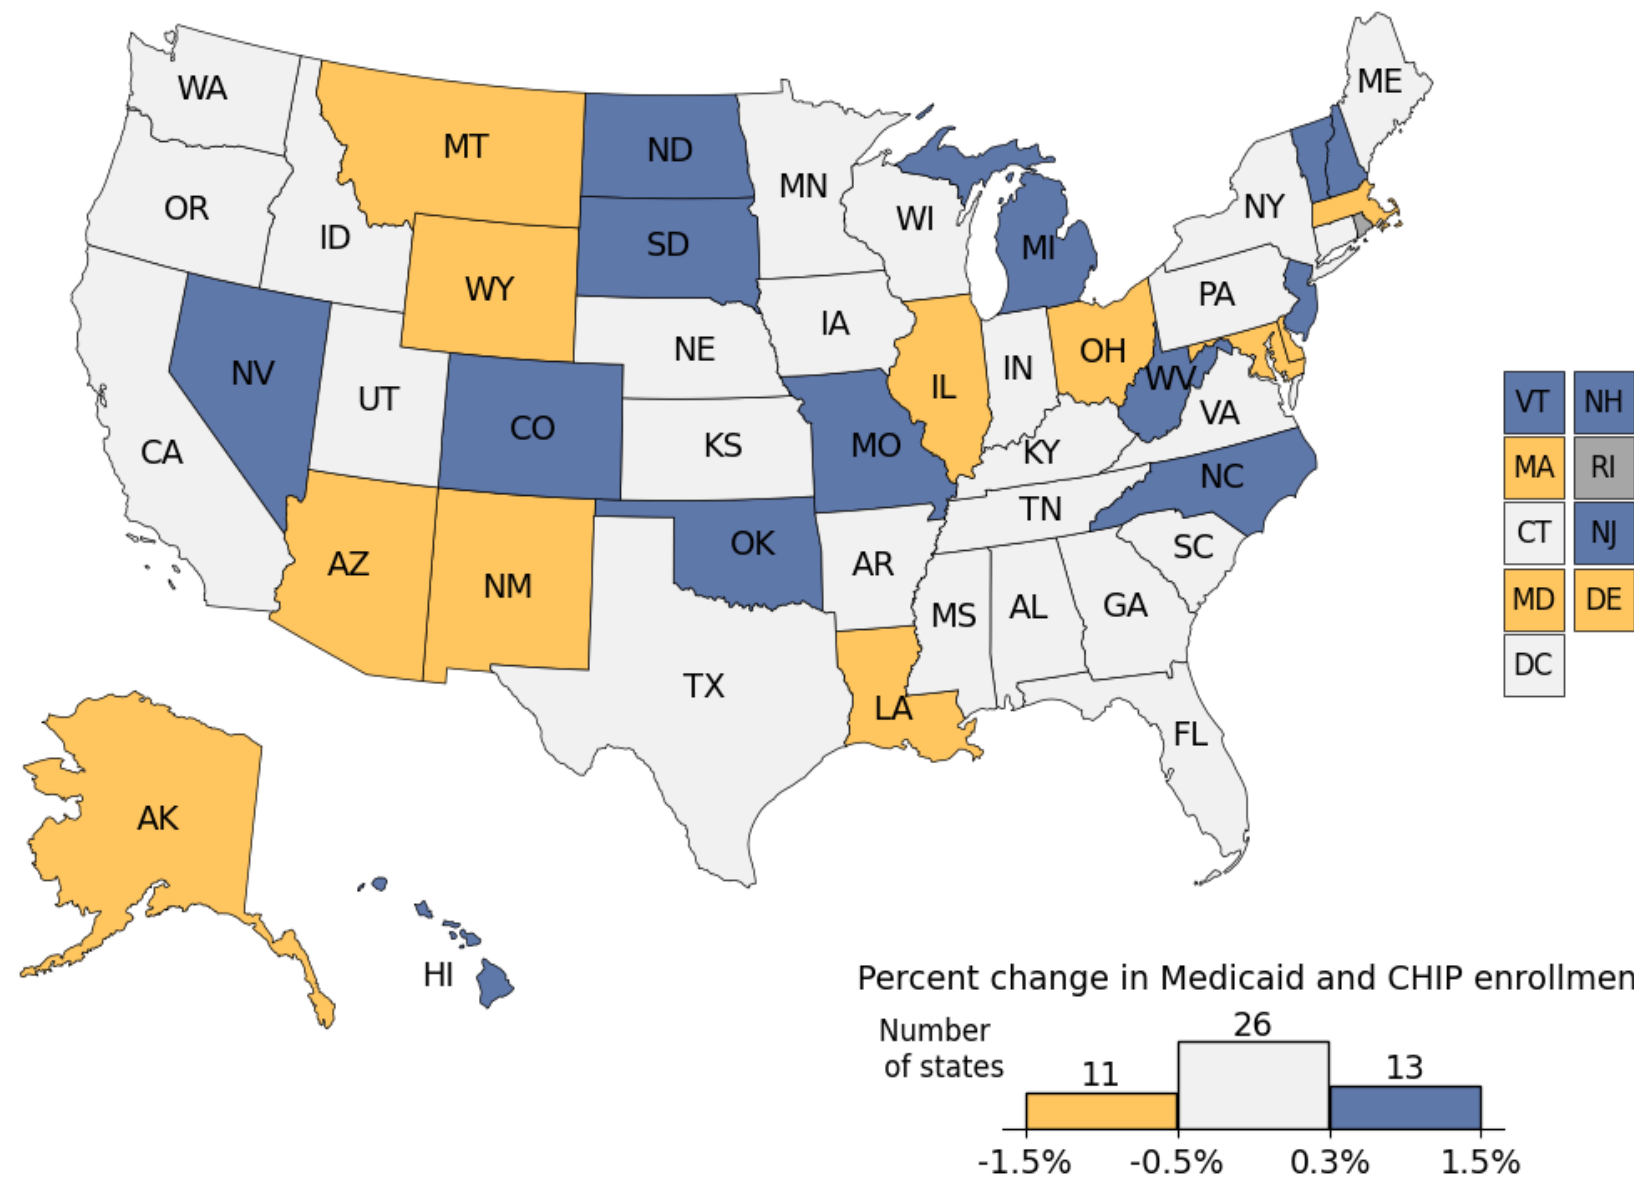 WA
ME
MT
ND
MN
OR
NY
WI
ID
SD
MI
WY
PA
IA
NE
OH
IN
NV
WV
IL
UT
VT NH
VA
CO
KS
MO
CA
KY
MA RI
NC
TN
CT NJ
OK
SC
AZ
AR
NM
MS
AL
GA
MD DE
DC
TX
LA
FL
AK
HI
Percent change in Medicaid and CHIP enrollmen
Number
of states
26
11
13
-1.5% -0.5% 0.3% 1.5%